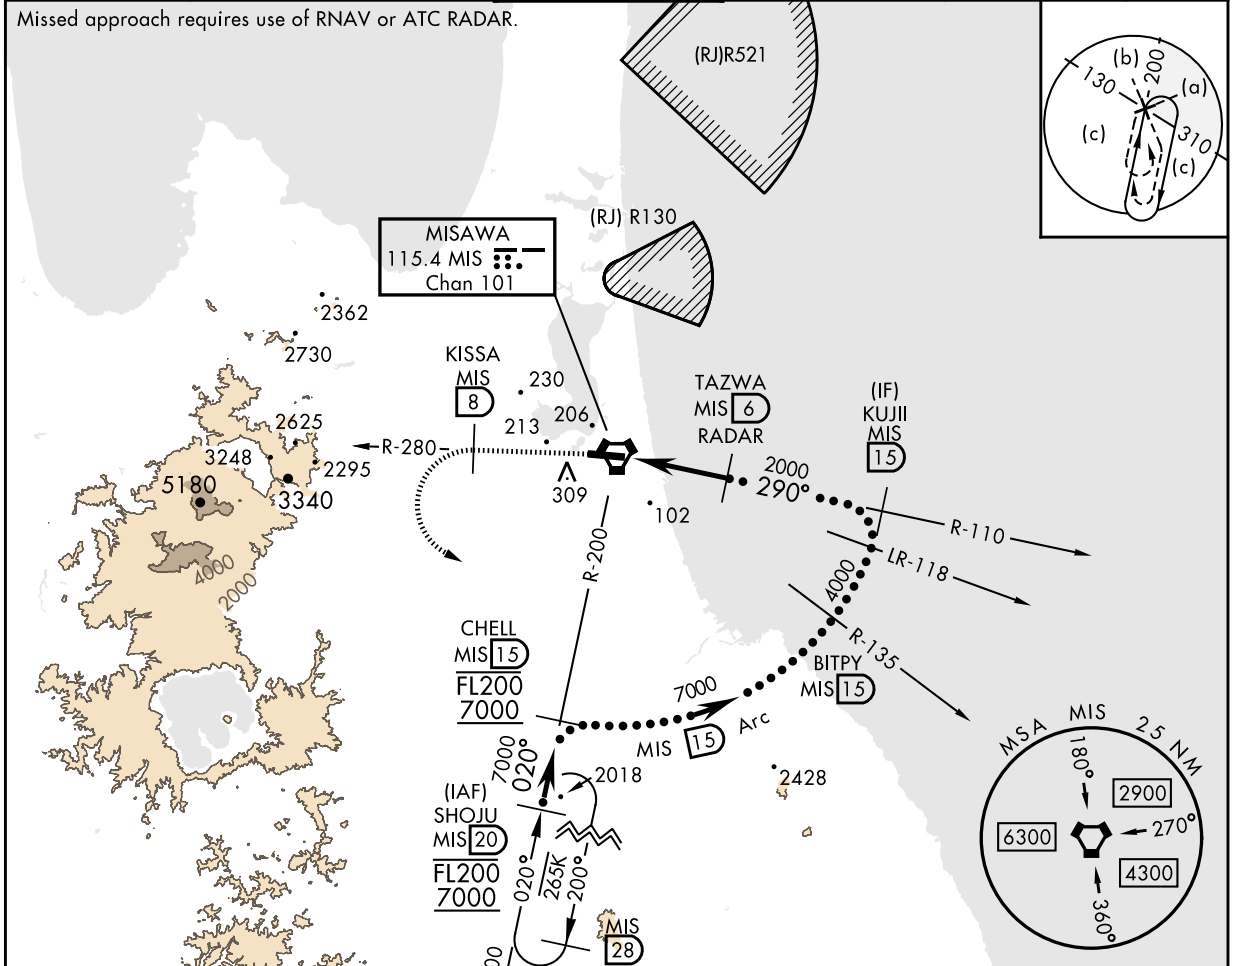 Missed approach requires use of RNAV or ATC RADAR.
(RJ)R521
(b)
200
130
(a)
(c)
310
(c)
(RJ) R130
MISAWA
115.4 MIS
Chan 101
2362
2730
KISSA
MIS
8
230
206
213
TAZWA
MIS 6
RADAR
(IF)
KUJII
MIS
15
2625
3248
2295
5180
3340
R-280
309
102
2000
290°
R-110
LR-118
4000
R-200
4000
2000
R-135
BITPY
MIS 15
CHELL
MIS 15
FL200
7000
7000
MIS 15 Arc
7000
020°
2018
2428
(IAF)
SHOJU
MIS 20
FL200
7000
020°
265K
200°
MIS
28
00
MSA MIS 25 NM
180°
2900
270°
6300
4300
360°